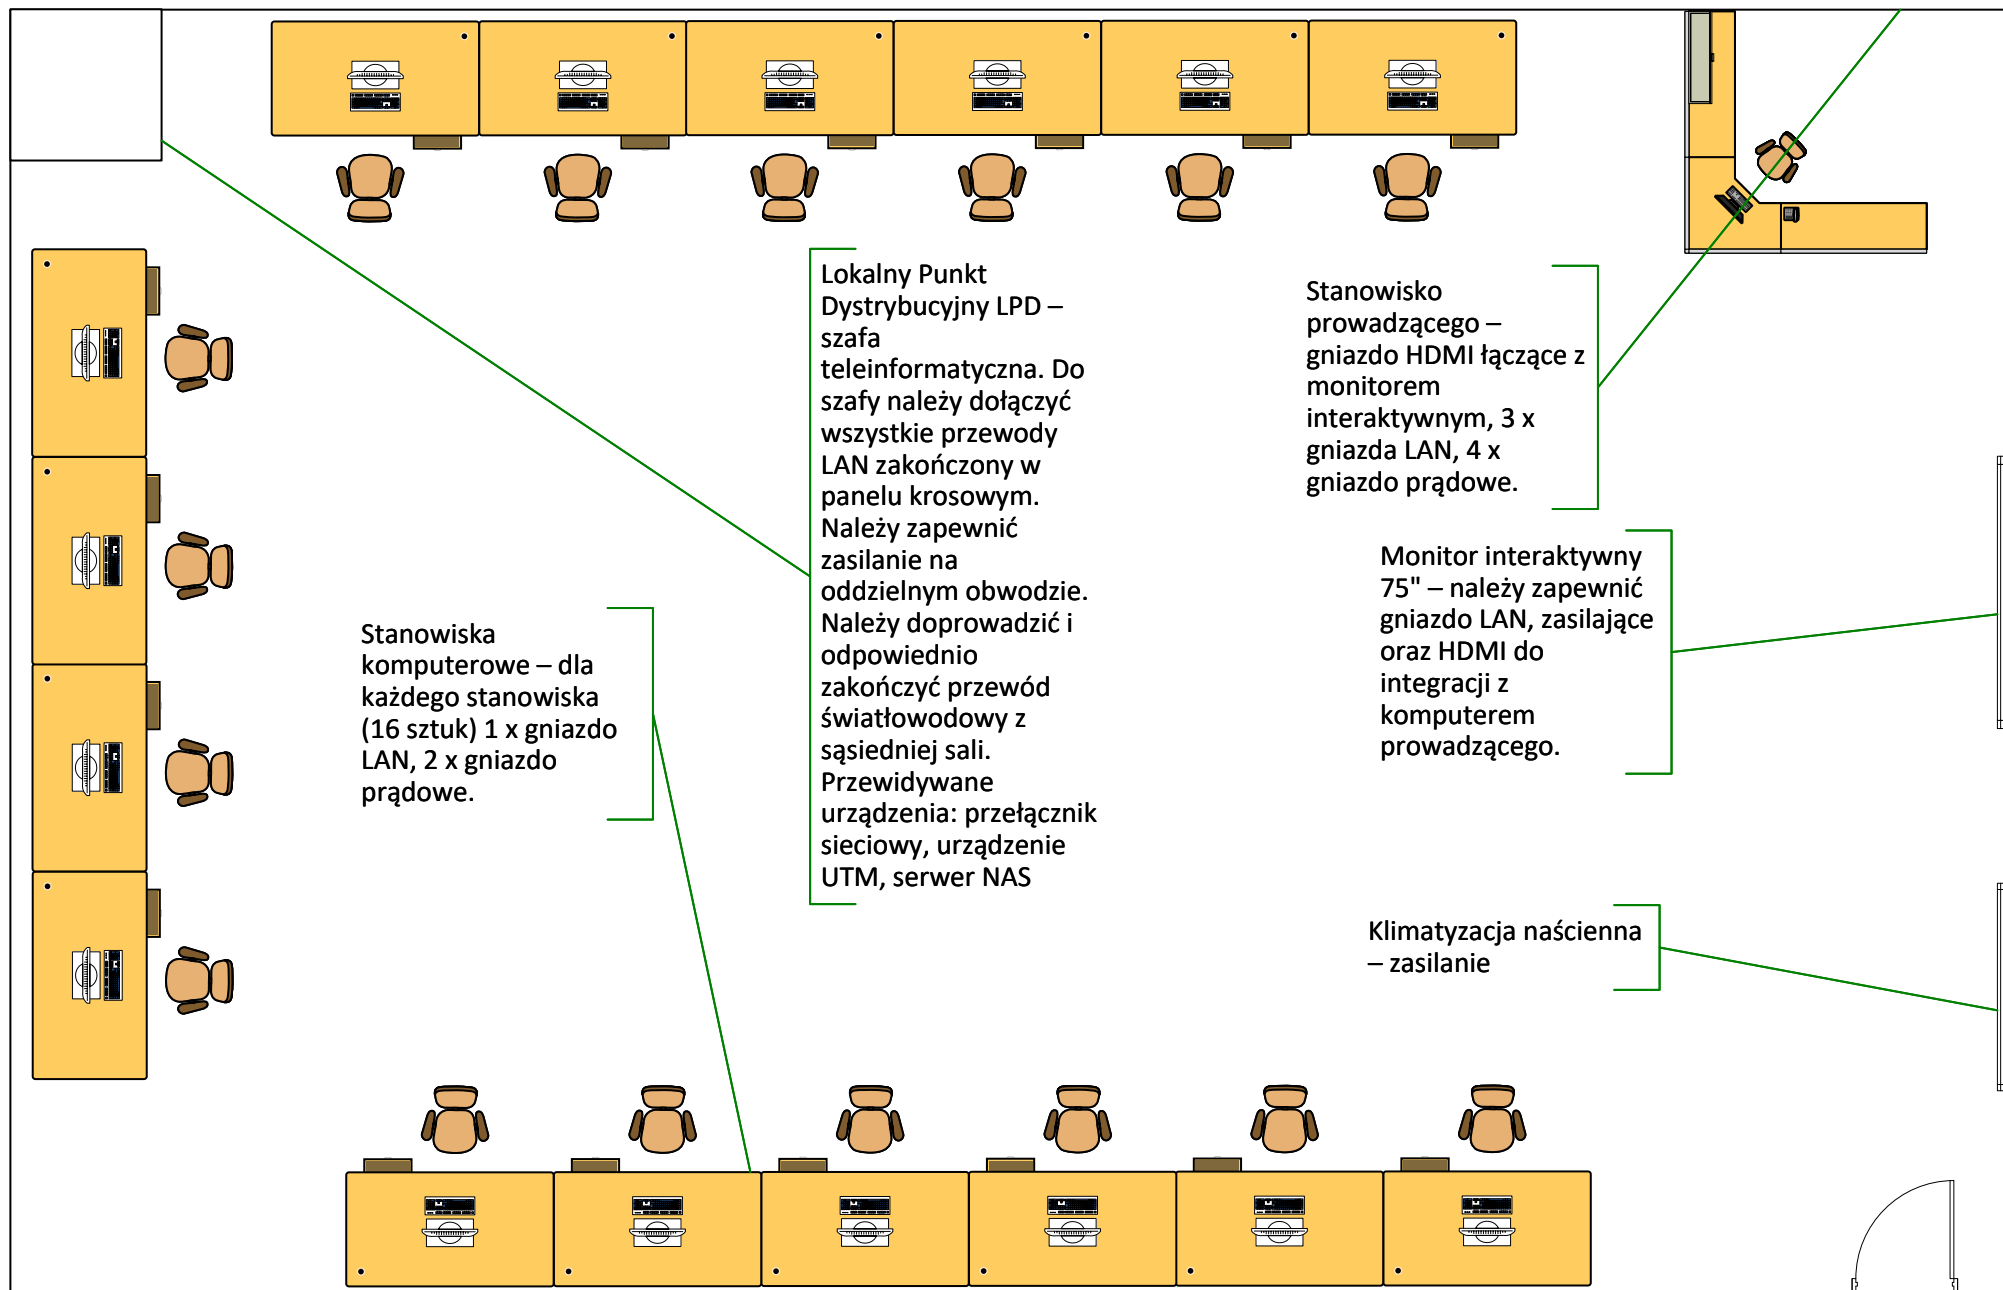 Lokalny Punkt
Dystrybucyjny LPD –
szafa
teleinformatyczna. Do
szafy należy dołączyć
wszystkie przewody
LAN zakończony w
panelu krosowym.
Należy zapewnić
zasilanie na
oddzielnym obwodzie.
Należy doprowadzić i
odpowiednio
zakończyć przewód
światłowodowy z
sąsiedniej sali.
Przewidywane
urządzenia: przełącznik
sieciowy, urządzenie
UTM, serwer NAS
Stanowisko
prowadzącego –
gniazdo HDMI łączące z
monitorem
interaktywnym, 3 x
gniazda LAN, 4 x
gniazdo prądowe.
Monitor interaktywny
75" – należy zapewnić
gniazdo LAN, zasilające
oraz HDMI do
integracji z
komputerem
prowadzącego.
Stanowiska
komputerowe – dla
każdego stanowiska
(16 sztuk) 1 x gniazdo
LAN, 2 x gniazdo
prądowe.
Klimatyzacja naścienna
– zasilanie